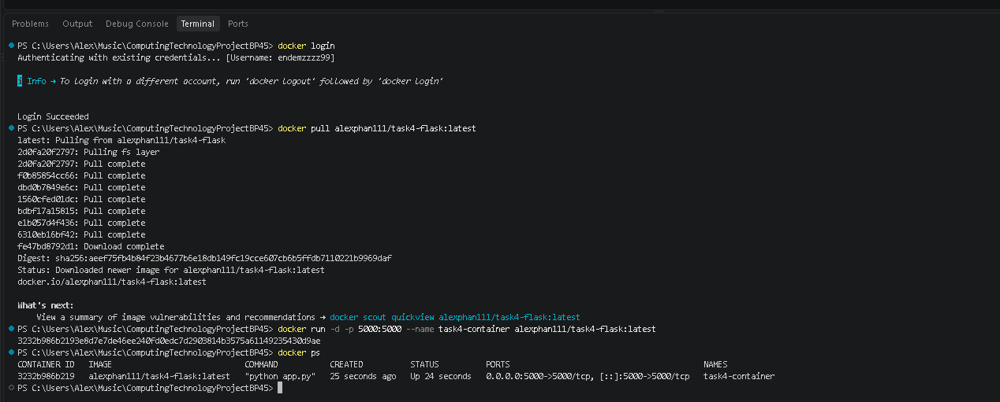 Problems Output Debug Console Terminal Ports
PS C:\Users\Alex\Music\ComputingTechnologyProjectBP45> docker login
Authenticating with existing credentials... [Username: endemzzzz99]
i Info → To login with a different account, run 'docker logout' followed by 'docker login'
Login Succeeded
PS C:\Users\Alex\Music\ComputingTechnologyProjectBP45> docker pull alexphan111/task4-flask:latest
latest: Pulling from alexphan111/task4-flask
2d0fa20f2797: Pulling fs layer
2d0fa20f2797: Pull complete
f0b85854cc66: Pull complete
dbd0b7849e6c: Pull complete
1560cfed01dc: Pull complete
bdbf17a15815: Pull complete
e1b057d4f436: Pull complete
6310eb16bf42: Pull complete
fe47bd8792d1: Download complete
Digest: sha256:aeef75fb4b84f23b4677b6e18db149fc19cce607cb6b5ffdb7110221b9969daf
Status: Downloaded newer image for alexphan111/task4-flask:latest
docker.io/alexphan111/task4-flask:latest
What's next:
    View a summary of image vulnerabilities and recommendations → docker scout quickview alexphan111/task4-flask:latest
PS C:\Users\Alex\Music\ComputingTechnologyProjectBP45> docker run -d -p 5000:5000 --name task4-container alexphan111/task4-flask:latest
3232b986b2193e8d7e7de46ee240fd0edc7d2903814b3575a61149235430d9ae
PS C:\Users\Alex\Music\ComputingTechnologyProjectBP45> docker ps
CONTAINER ID   IMAGE   COMMAND   CREATED   STATUS   PORTS   NAMES
3232b986b219   alexphan111/task4-flask:latest   "python app.py"   25 seconds ago   Up 24 seconds   0.0.0.0:5000->5000/tcp, [::]:5000->5000/tcp   task4-container
PS C:\Users\Alex\Music\ComputingTechnologyProjectBP45>